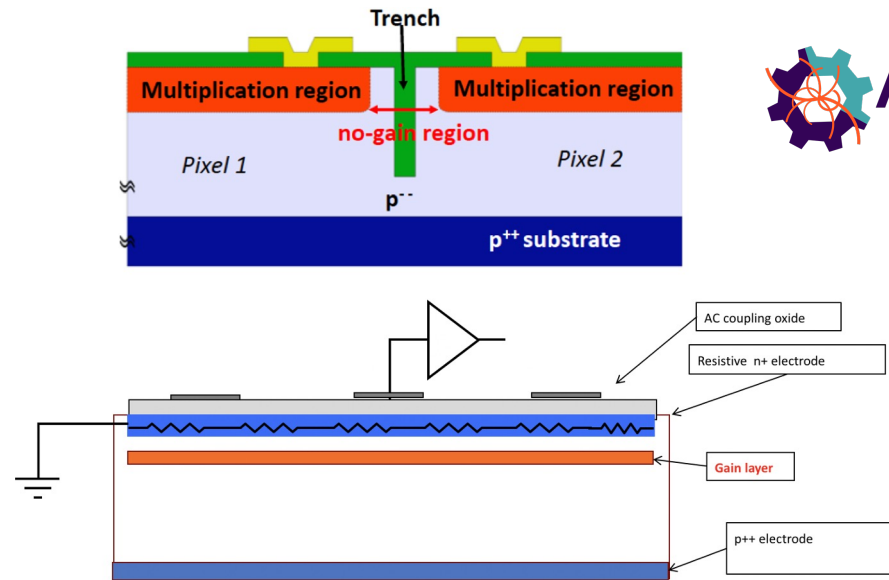 Trench
Multiplication region
Multiplication region
no-gain region
Pixel 1
Pixel 2
p--
p++ substrate
AC coupling oxide
Resistive n+ electrode
Gain layer
p++ electrode